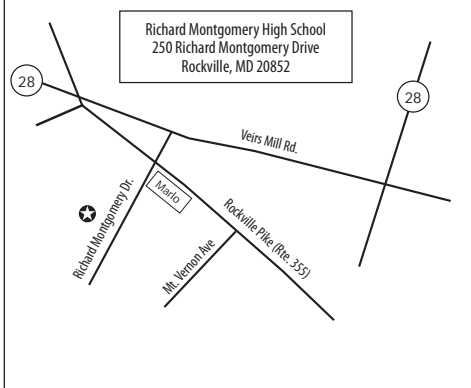 Richard Montgomery High School
250 Richard Montgomery Drive
Rockville, MD 20852
28
28
Veirs Mill Rd.
Marlo
Richard Montgomery Dr.
Rockville Pike (Rte. 355)
Mt. Vernon Ave